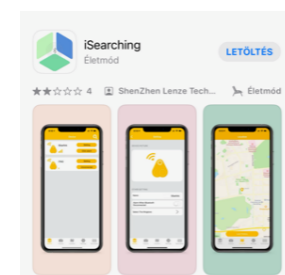 iSearching
Életmód
LETÖLTÉS
★★☆☆☆ 4
ShenZhen Lenze Tech...
Életmód